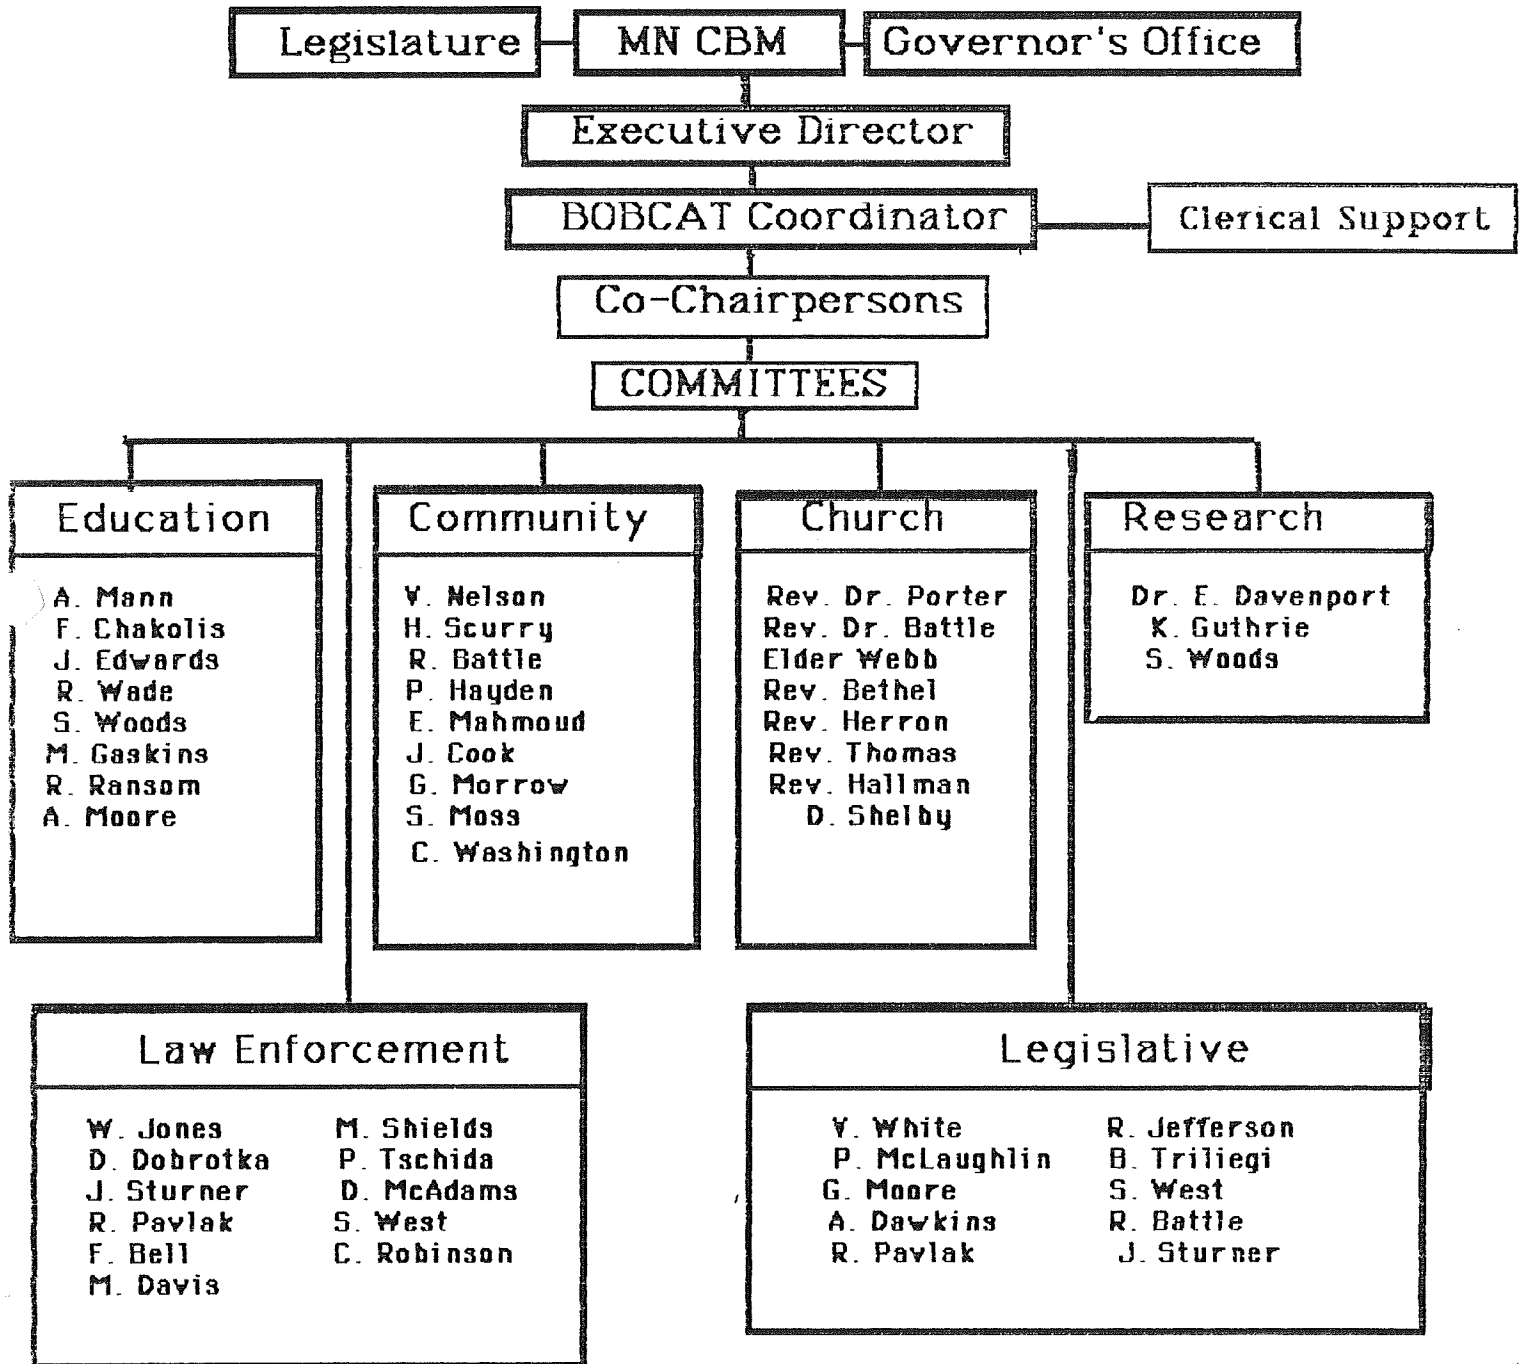 Legislature MN CBM Governor's Office
Executive Director
BOBCAT Coordinator Clerical Support
Co-Chairpersons
COMMITTEES
Education
A. Mann
F. Chakolis
J. Edwards
R. Wade
S. Woods
M. Gaskins
R. Ransom
A. Moore
Community
V. Nelson
H. Scurry
R. Battle
P. Hayden
E. Mahmoud
J. Cook
G. Morrow
S. Moss
C. Washington
Church
Rev. Dr. Porter
Rev. Dr. Battle
Elder Webb
Rev. Bethel
Rev. Herron
Rev. Thomas
Rev. Hallman
D. Shelby
Research
Dr. E. Davenport
K. Guthrie
S. Woods
Law Enforcement
W. Jones M. Shields
D. Dobrotka P. Tschida
J. Sturner D. McAdams
R. Pavlak S. West
F. Bell C. Robinson
M. Davis
Legislative
V. White R. Jefferson
P. McLaughlin B. Triliegi
G. Moore S. West
A. Dawkins R. Battle
R. Pavlak J. Sturner